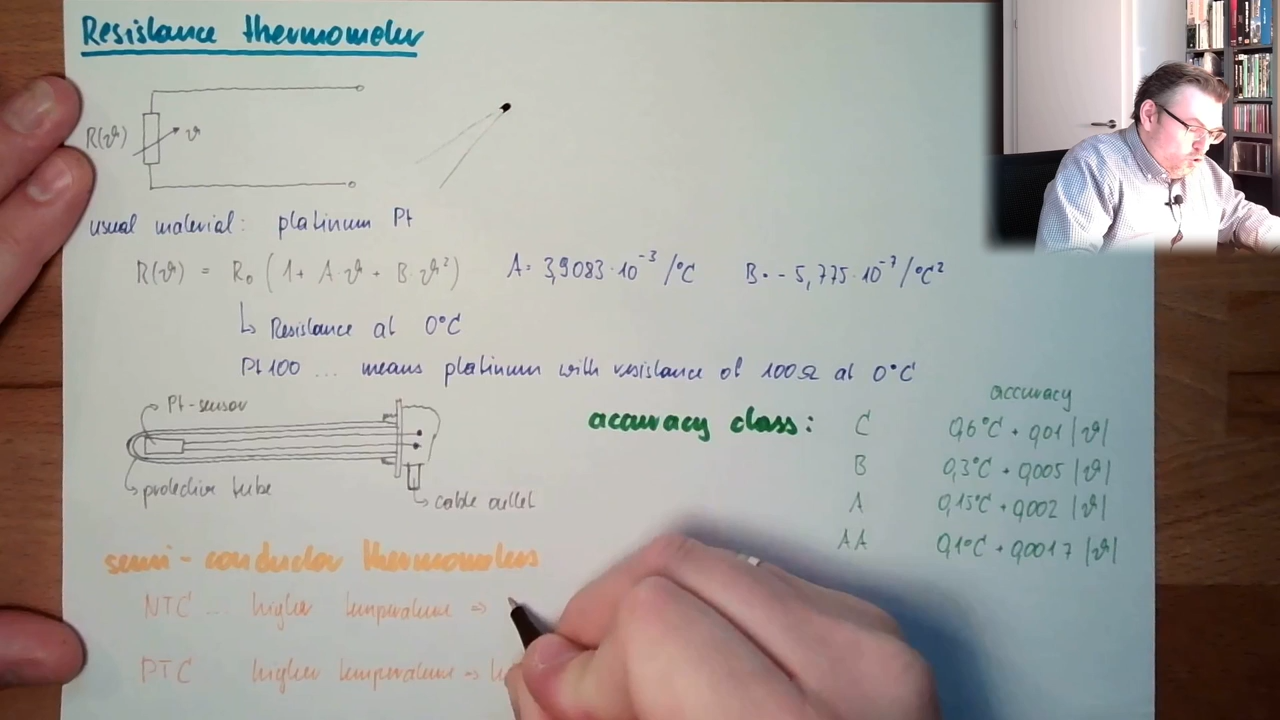 Resistance thermometer
R(ϑ) ϑ
usual material: platinum Pt
R(ϑ) = R₀ (1 + A·ϑ + B·ϑ²) A = 3,9083·10⁻³ /°C B = -5,775·10⁻⁷ /°C²
↳ Resistance at 0°C
Pt100 ... means platinum with resistance of 100Ω at 0°C
Pt-sensor
protective tube
cable outlet
accuracy
accuracy class: C 0,6°C + 0,01 |ϑ|
B 0,3°C + 0,005 |ϑ|
A 0,15°C + 0,002 |ϑ|
AA 0,1°C + 0,0017 |ϑ|
semi-conductor thermometers
NTC ... higher temperature ⇒
PTC higher temperature ⇒